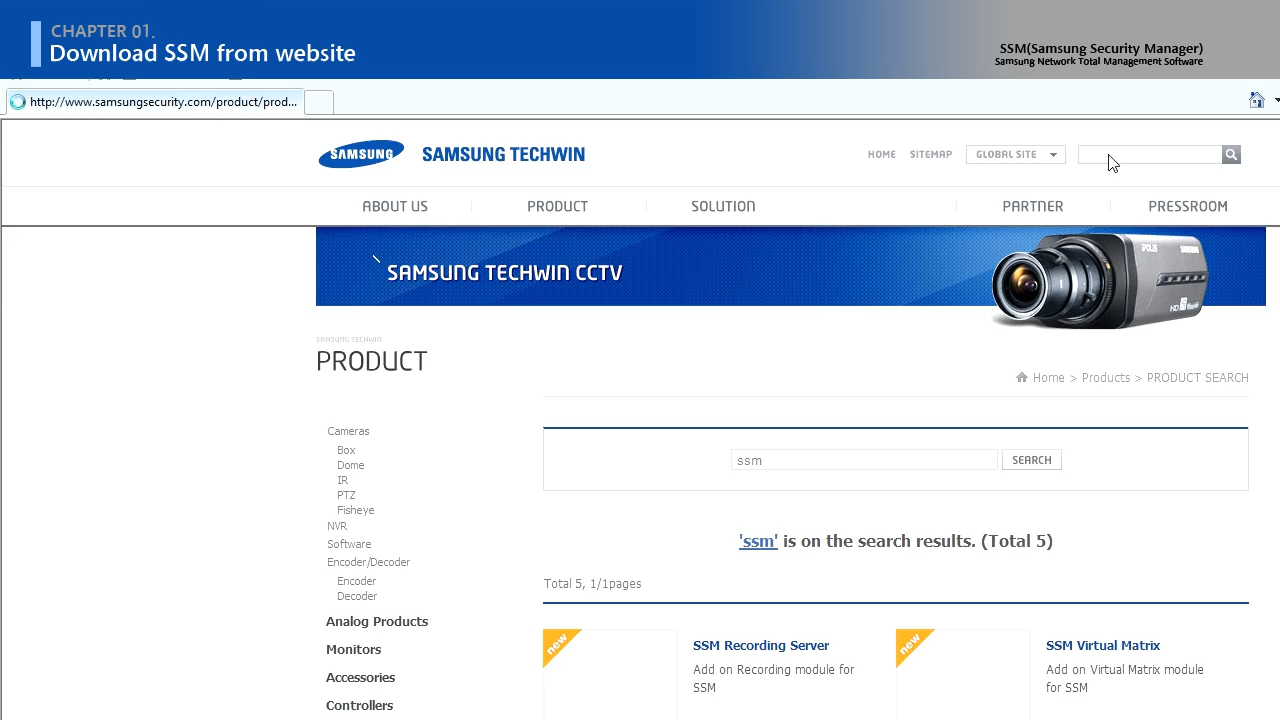 CHAPTER 01.
Download SSM from website
SSM(Samsung Security Manager)
Samsung Network Total Management Software
http://www.samsungsecurity.com/product/prod...
SAMSUNG
SAMSUNG TECHWIN
HOME
SITEMAP
GLOBAL SITE
ABOUT US
PRODUCT
SOLUTION
PARTNER
PRESSROOM
SAMSUNG TECHWIN CCTV
iPOLiS
SAMSUNG
SAMSUNG TECHWIN
PRODUCT
Home > Products > PRODUCT SEARCH
Cameras
Box
Dome
IR
PTZ
Fisheye
NVR
Software
Encoder/Decoder
Encoder
Decoder
Analog Products
Monitors
Accessories
Controllers
ssm
SEARCH
'ssm' is on the search results. (Total 5)
Total 5, 1/1pages
new
SSM Recording Server
Add on Recording module for
SSM
new
SSM Virtual Matrix
Add on Virtual Matrix module
for SSM